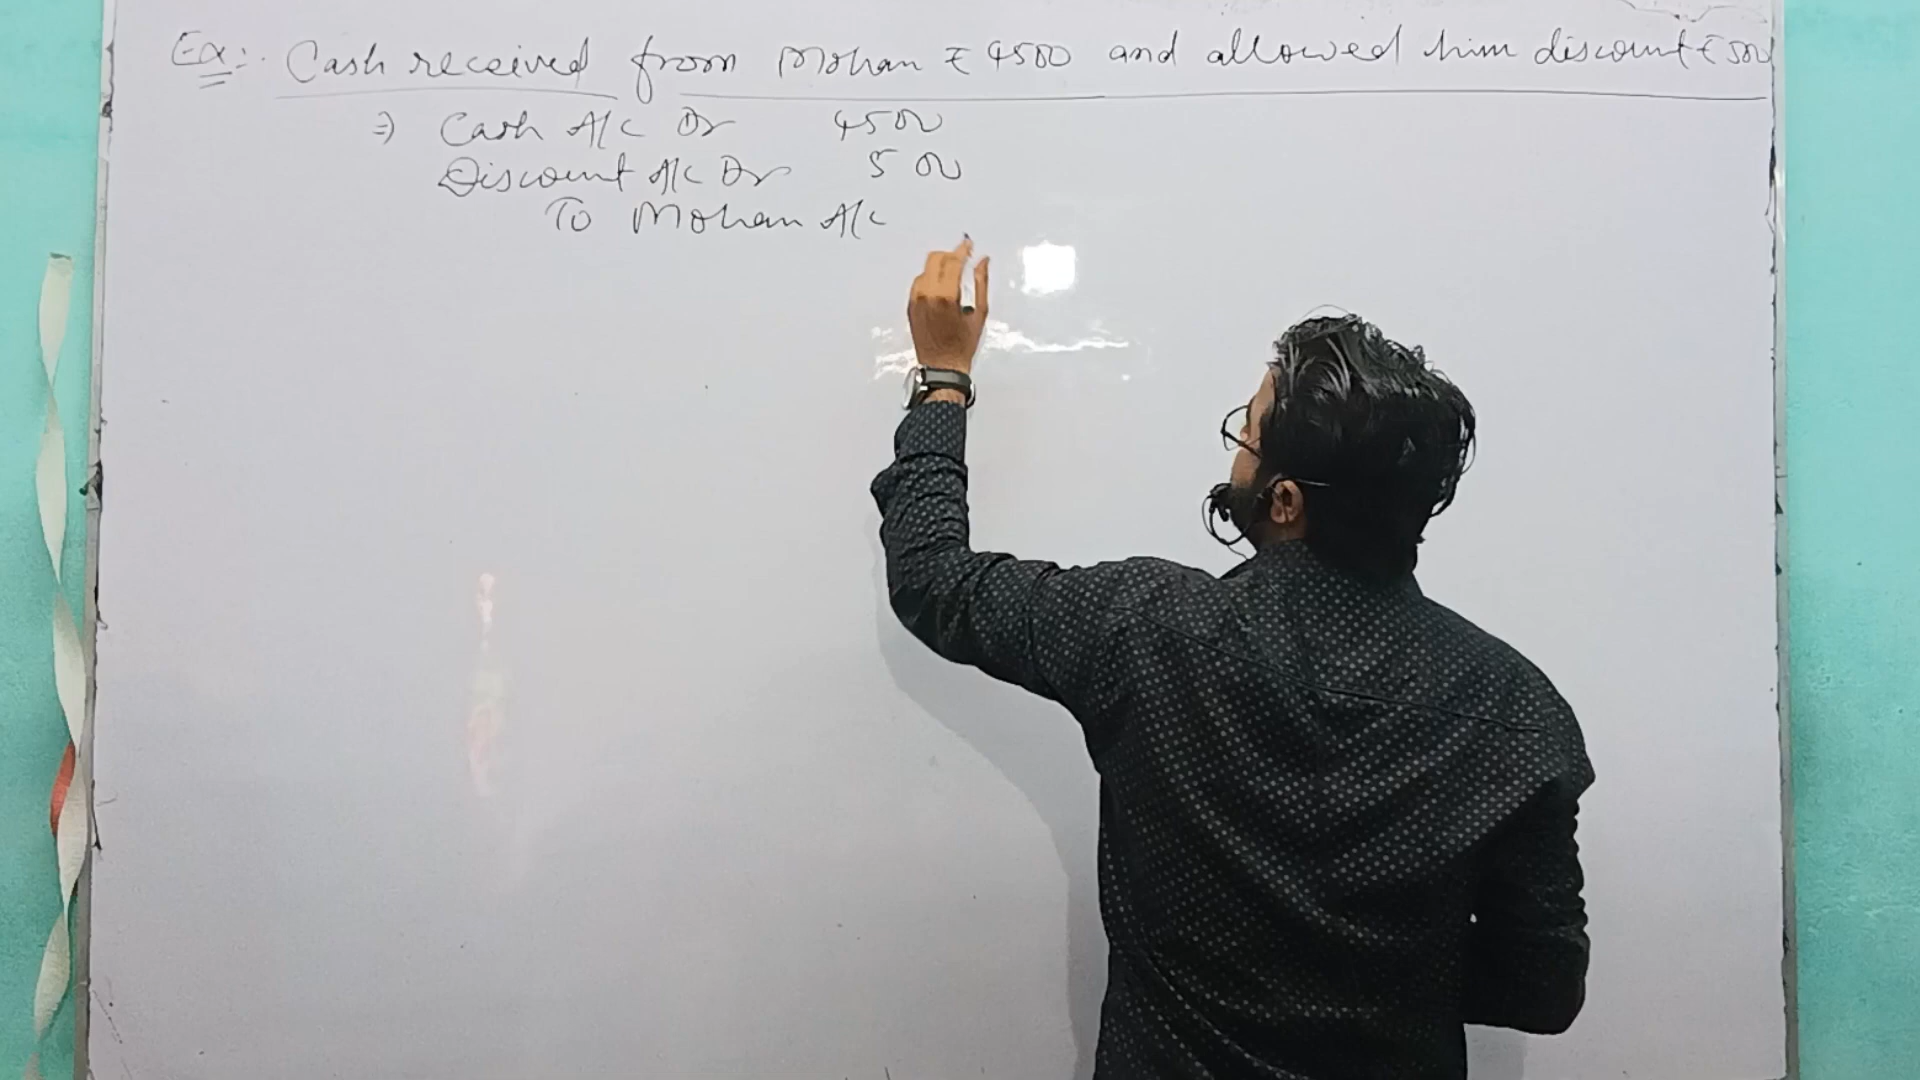 Ex:- Cash received from Mohan ₹ 4500 and allowed him discount ₹ 500
⇒ Cash A/c Dr 4500
Discount A/c Dr 500
To Mohan A/c